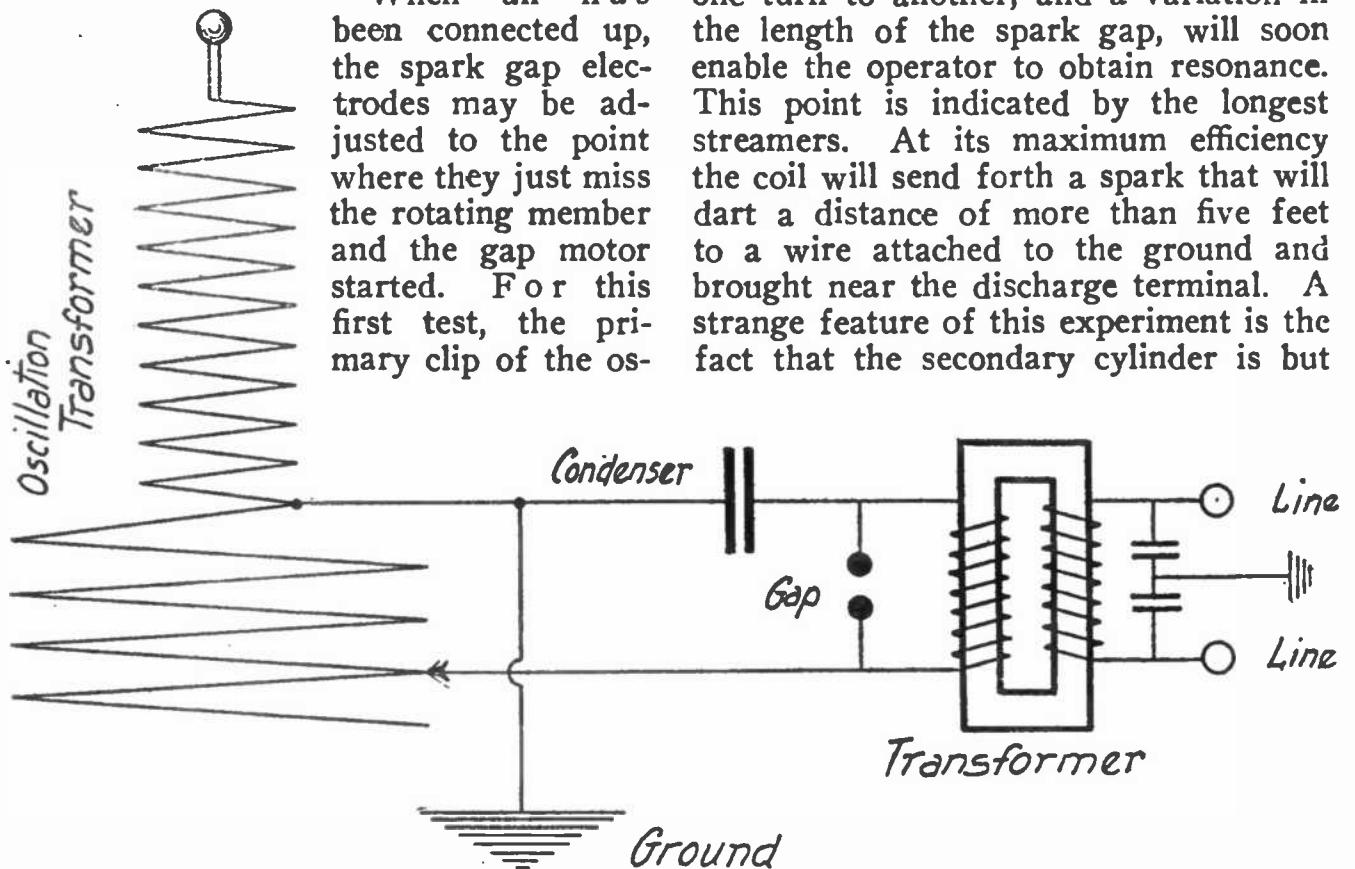 been connected up,
the spark gap elec-
trodes may be ad-
justed to the point
where they just miss
the rotating member
and the gap motor
started. For this
first test, the pri-
mary clip of the os-
one turn to another, and a variation in
the length of the spark gap, will soon
enable the operator to obtain resonance.
This point is indicated by the longest
streamers. At its maximum efficiency
the coil will send forth a spark that will
dart a distance of more than five feet
to a wire attached to the ground and
brought near the discharge terminal. A
strange feature of this experiment is the
fact that the secondary cylinder is but
Oscillation
Transformer
Condenser
Gap
Line
Line
Transformer
Ground